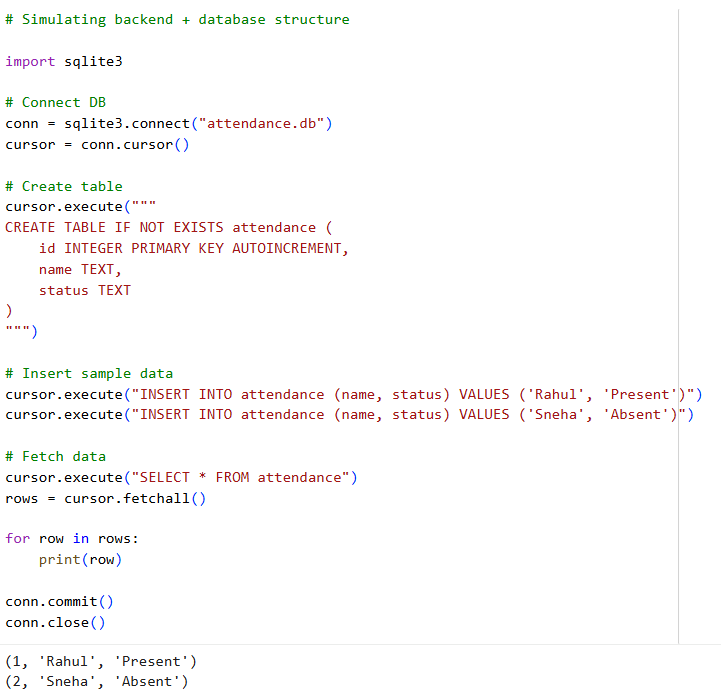 # Simulating backend + database structure
import sqlite3
# Connect DB
conn = sqlite3.connect("attendance.db")
cursor = conn.cursor()
# Create table
cursor.execute("""
CREATE TABLE IF NOT EXISTS attendance (
    id INTEGER PRIMARY KEY AUTOINCREMENT,
    name TEXT,
    status TEXT
)
""")
# Insert sample data
cursor.execute("INSERT INTO attendance (name, status) VALUES ('Rahul', 'Present')")
cursor.execute("INSERT INTO attendance (name, status) VALUES ('Sneha', 'Absent')")
# Fetch data
cursor.execute("SELECT * FROM attendance")
rows = cursor.fetchall()
for row in rows:
    print(row)
conn.commit()
conn.close()
(1, 'Rahul', 'Present')
(2, 'Sneha', 'Absent')